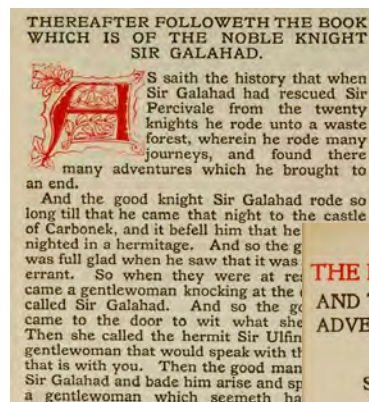 THEREAFTER FOLLOWETH THE BOOK
WHICH IS OF THE NOBLE KNIGHT
SIR GALAHAD.
AS saith the history that when
Sir Galahad had rescued Sir
Percivale from the twenty
knights he rode unto a waste
forest, wherein he rode many
journeys, and found there
many adventures which he brought to
an end.
And the good knight Sir Galahad rode so
long till that he came that night to the castle
of Carbonek, and it befell him that he
nighted in a hermitage. And so the
was full glad when he saw that it was
errant. So when they were at
came a gentlewoman knocking at the
called Sir Galahad. And so the
came to the door to wit what she
Then she called the hermit Sir Ulfin
gentlewoman that would speak with
that is with you. Then the good man
Sir Galahad and bade him arise and
a gentlewoman which seemeth
THE
AND
ADVE
S